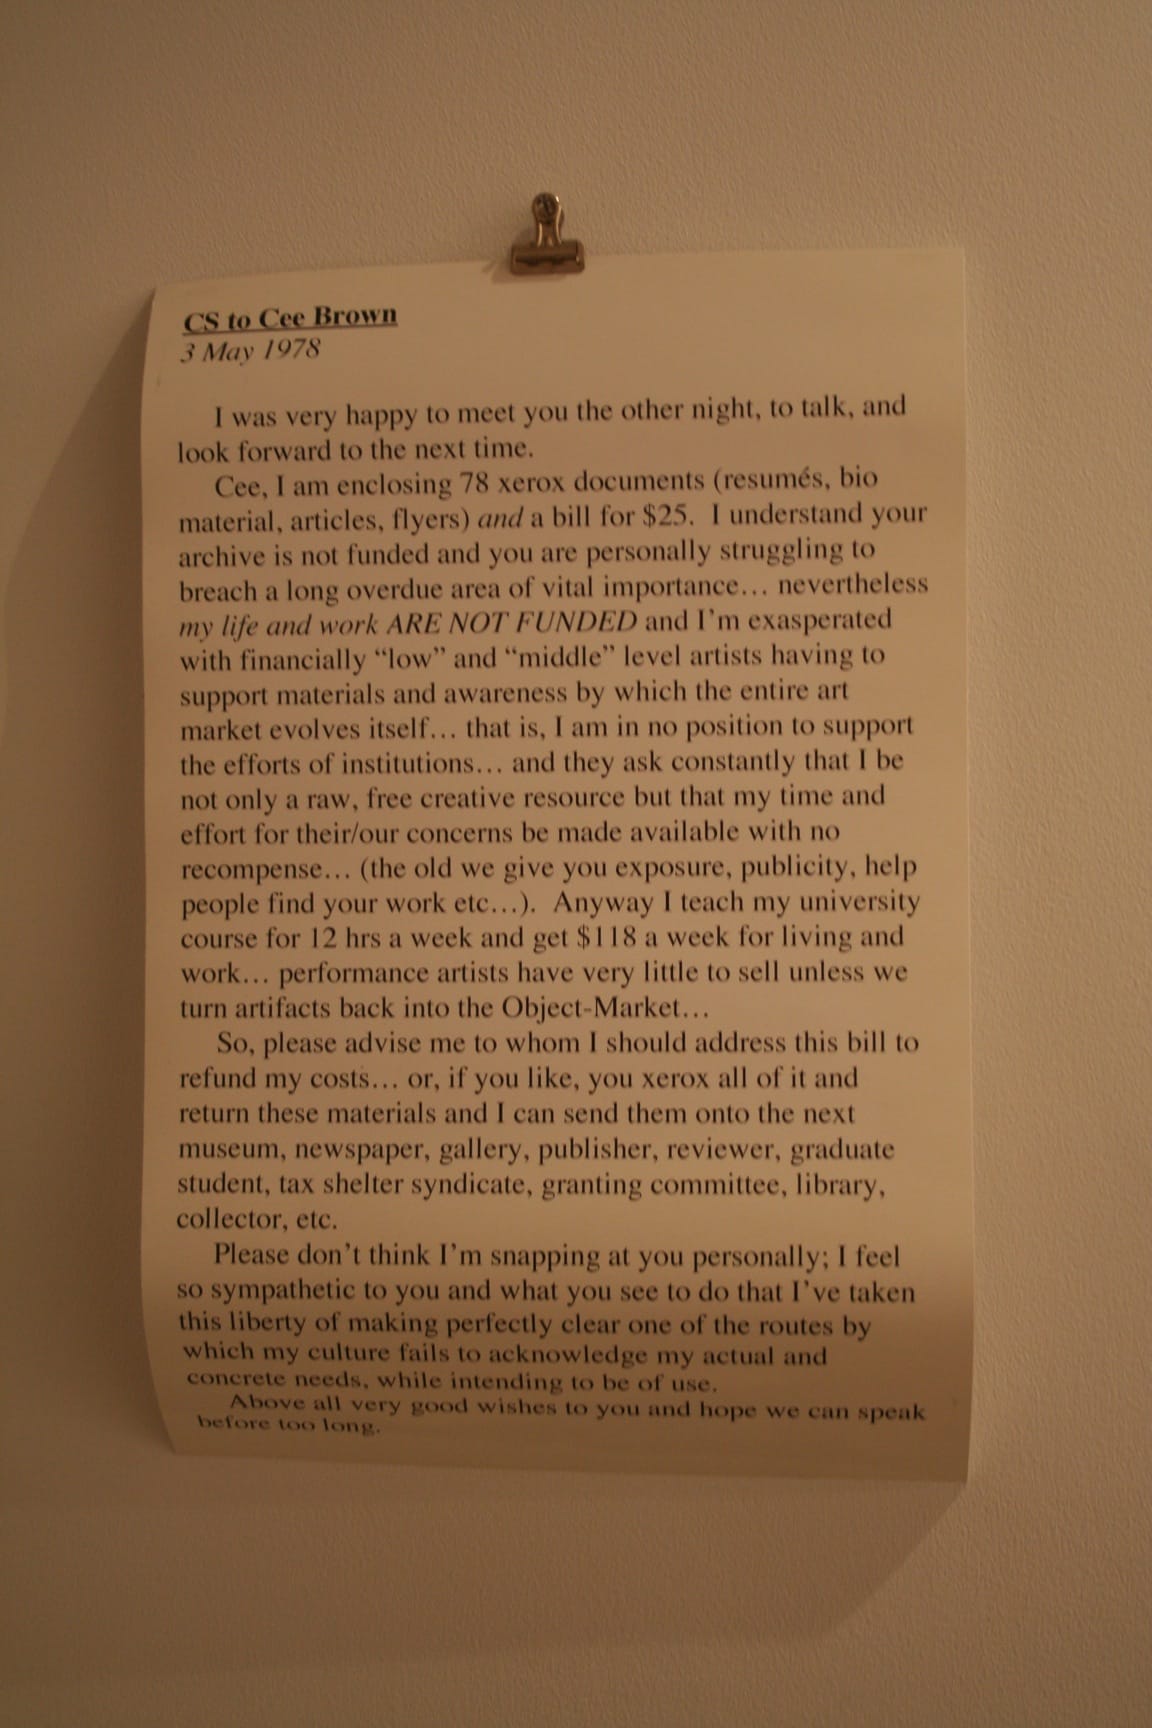 CS to Cee Brown
3 May 1978
I was very happy to meet you the other night, to talk, and
look forward to the next time.
Cee, I am enclosing 78 xerox documents (resumés, bio
material, articles, flyers) and a bill for $25. I understand your
archive is not funded and you are personally struggling to
breach a long overdue area of vital importance… nevertheless
my life and work ARE NOT FUNDED and I’m exasperated
with financially “low” and “middle” level artists having to
support materials and awareness by which the entire art
market evolves itself… that is, I am in no position to support
the efforts of institutions… and they ask constantly that I be
not only a raw, free creative resource but that my time and
effort for their/our concerns be made available with no
recompense… (the old we give you exposure, publicity, help
people find your work etc…). Anyway I teach my university
course for 12 hrs a week and get $118 a week for living and
work… performance artists have very little to sell unless we
turn artifacts back into the Object-Market…
So, please advise me to whom I should address this bill to
refund my costs… or, if you like, you xerox all of it and
return these materials and I can send them onto the next
museum, newspaper, gallery, publisher, reviewer, graduate
student, tax shelter syndicate, granting committee, library,
collector, etc.
Please don’t think I’m snapping at you personally; I feel
so sympathetic to you and what you see to do that I’ve taken
this liberty of making perfectly clear one of the routes by
which my culture fails to acknowledge my actual and
concrete needs, while intending to be of use.
Above all very good wishes to you and hope we can speak
before too long.